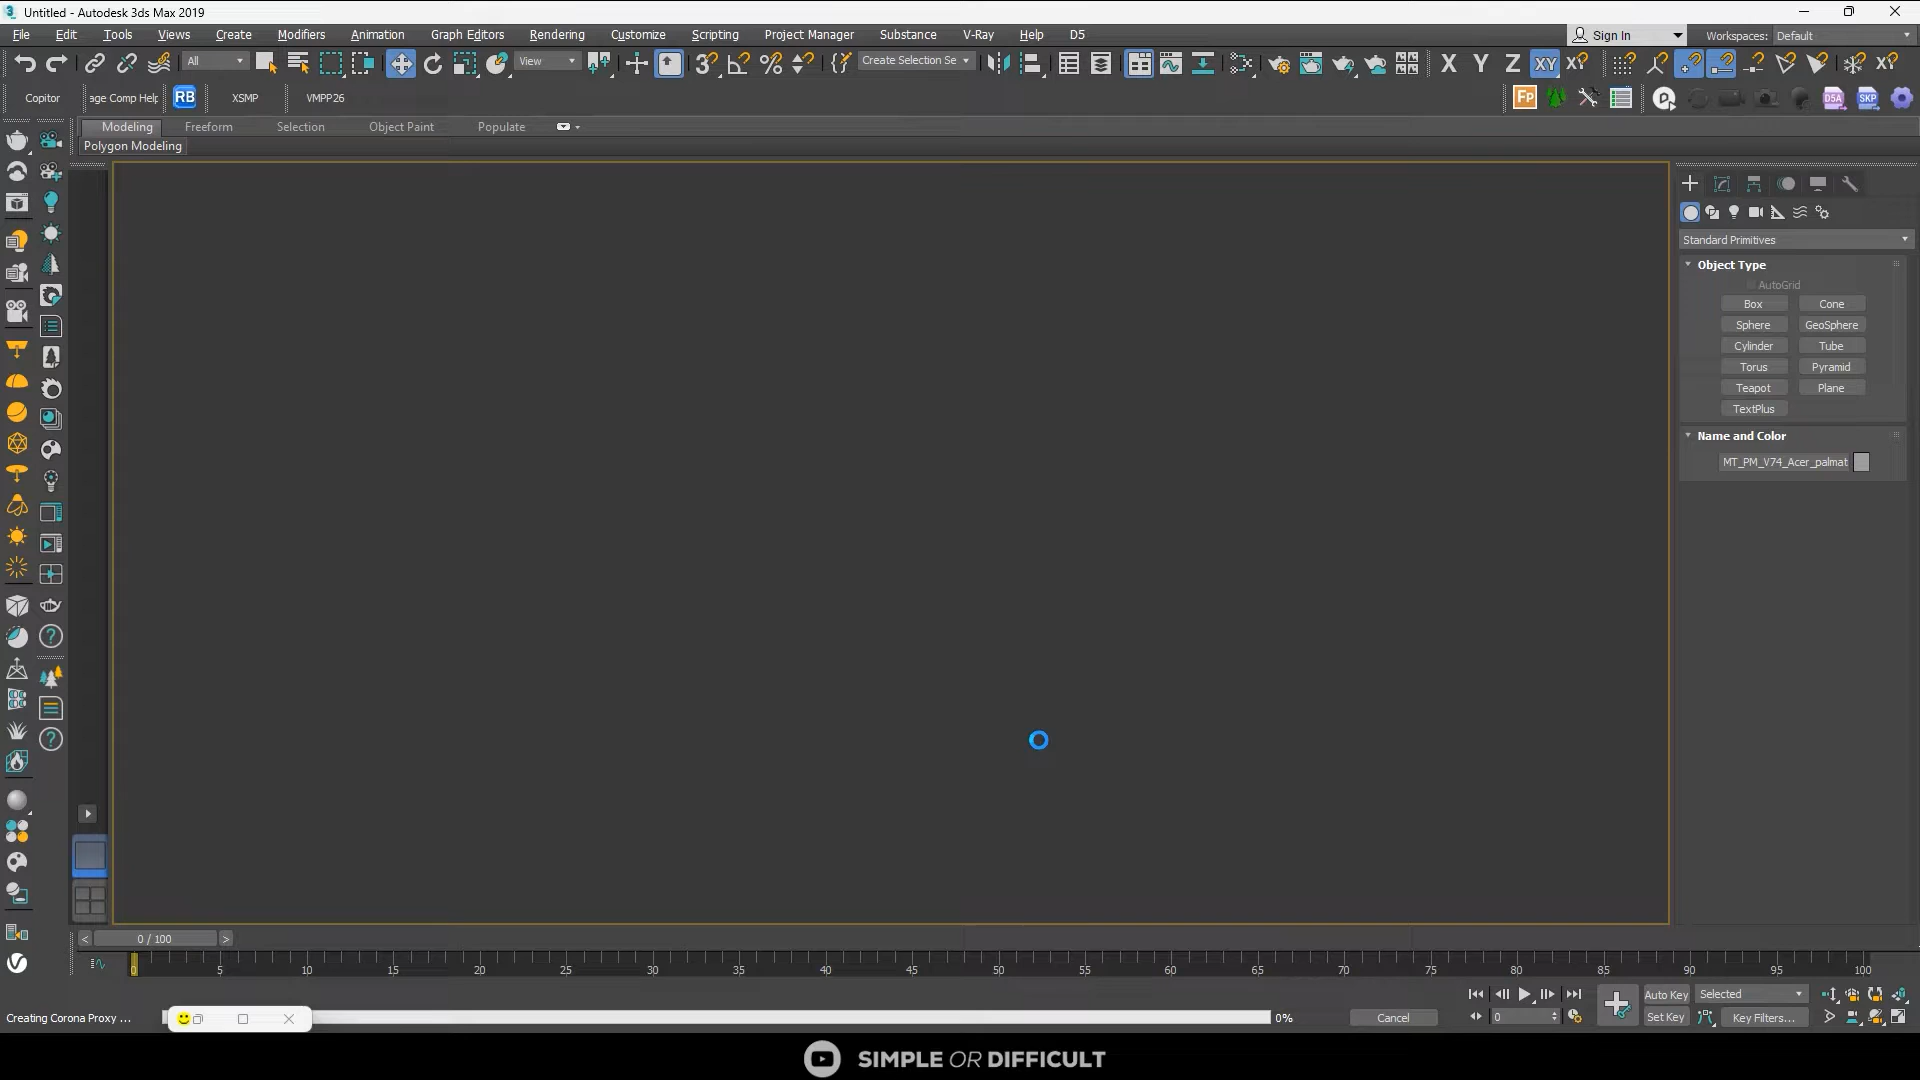 Untitled - Autodesk 3ds Max 2019
File Edit Tools Views Create Modifiers Animation Graph Editors Rendering Customize Scripting Project Manager Substance V-Ray Help D5
Sign In Workspaces: Default
All View Create Selection Se X Y Z XY XY
Copitor age Comp Help RB XSMP VMPP26 Fp D5A SKP
Modeling Freeform Selection Object Paint Populate
Polygon Modeling
Standard Primitives
Object Type
AutoGrid
Box Cone
Sphere GeoSphere
Cylinder Tube
Torus Pyramid
Teapot Plane
TextPlus
Name and Color
MT_PM_V74_Acer_palmat
< 0 / 100 >
0 5 10 15 20 25 30 35 40 45 50 55 60 65 70 75 80 85 90 95 100
Auto Key Selected
Creating Corona Proxy ... 0% Cancel 0 Set Key Key Filters...
SIMPLE OR DIFFICULT